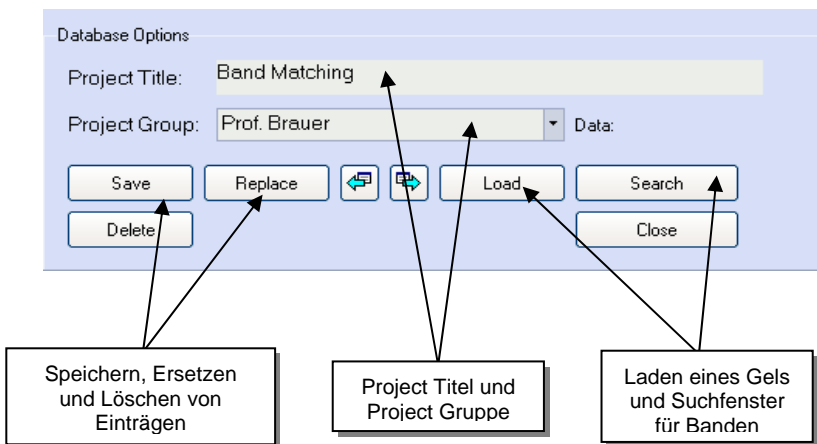 Database Options
Project Title: Band Matching
Project Group: Prof. Brauer Data:
Save Replace Load Search
Delete Close
Speichern, Ersetzen
und Löschen von
Einträgen
Project Titel und
Project Gruppe
Laden eines Gels
und Suchfenster
für Banden